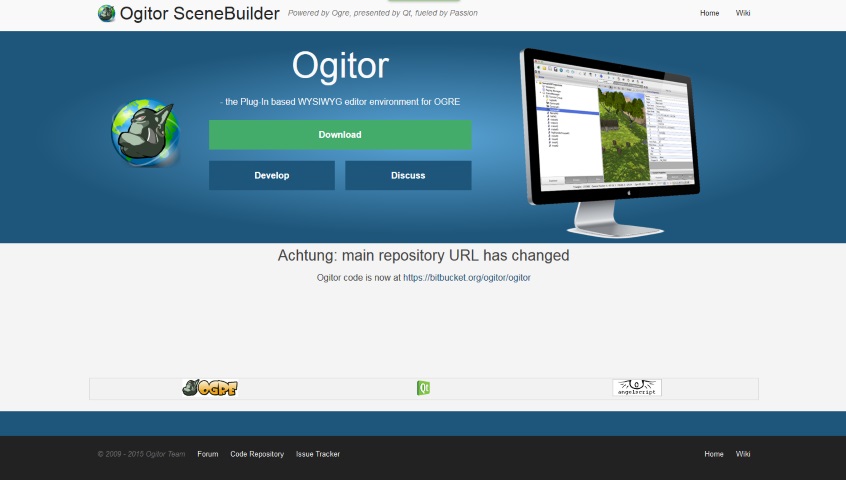 Ogitor SceneBuilder Powered by Ogre, presented by Qt, fueled by Passion Home Wiki
Ogitor
- the Plug-In based WYSIWYG editor environment for OGRE
Download
Develop Discuss
Achtung: main repository URL has changed
Ogitor code is now at https://bitbucket.org/ogitor/ogitor
OGRE Qt angelscript
© 2009 - 2015 Ogitor Team Forum Code Repository Issue Tracker Home Wiki